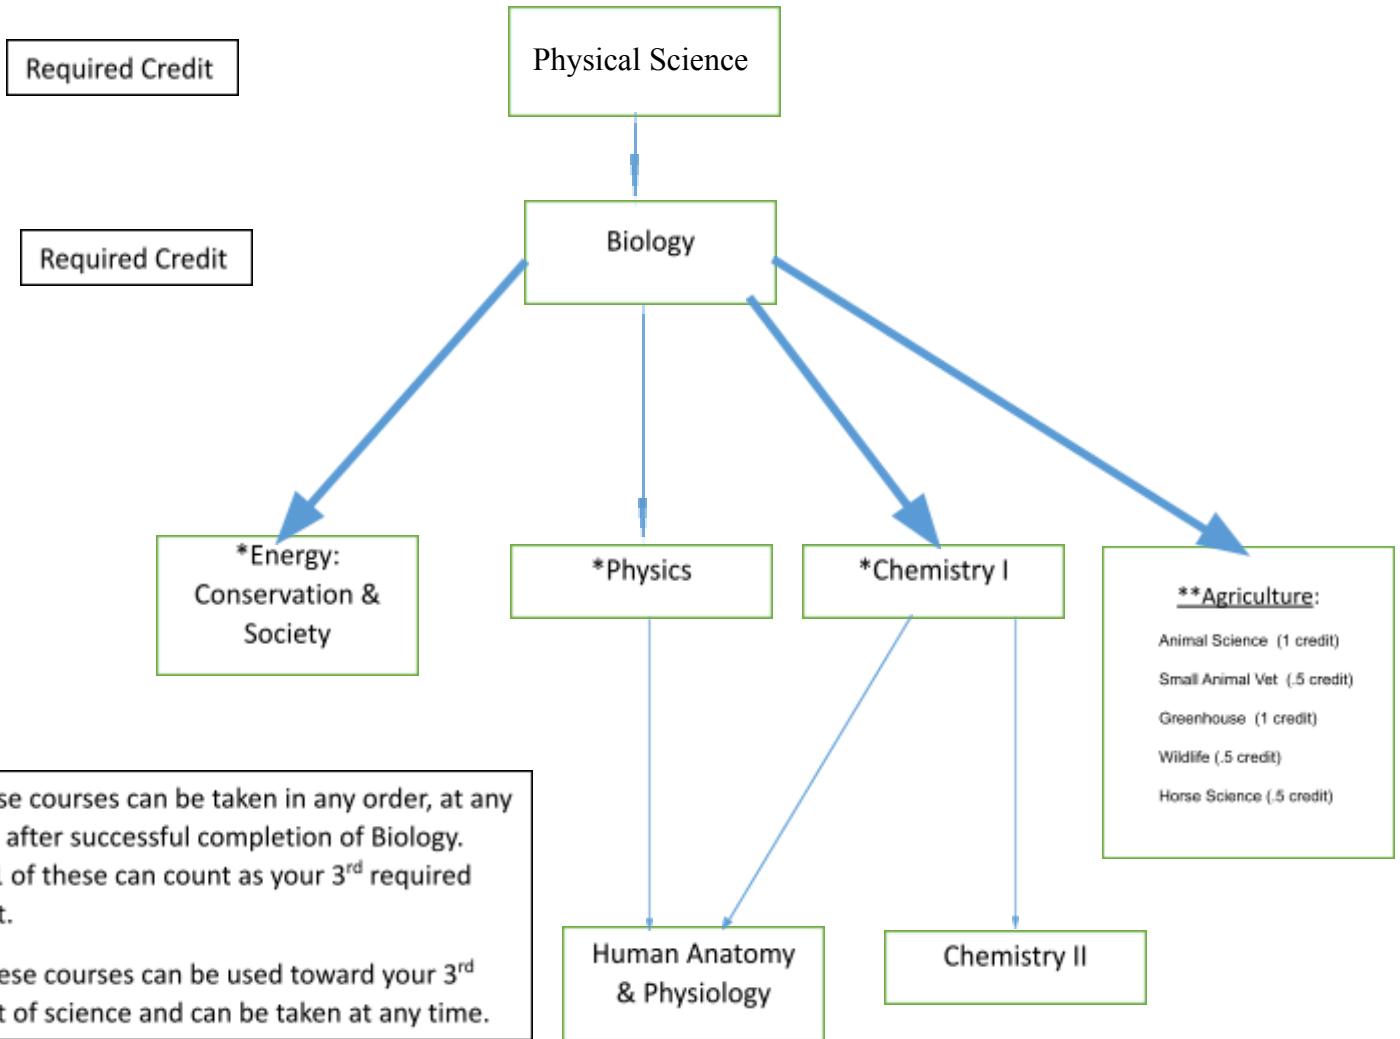 Physical Science
Required Credit
Biology
Required Credit
*Energy:
Conservation &
Society
*Physics
*Chemistry I
**Agriculture:
Animal Science (1 credit)
Small Animal Vet (.5 credit)
Greenhouse (1 credit)
Wildlife (.5 credit)
Horse Science (.5 credit)
courses can be taken in any order, at any
after successful completion of Biology.
of these can count as your 3rd required
courses can be used toward your 3rd
of science and can be taken at any time.
Human Anatomy
& Physiology
Chemistry II